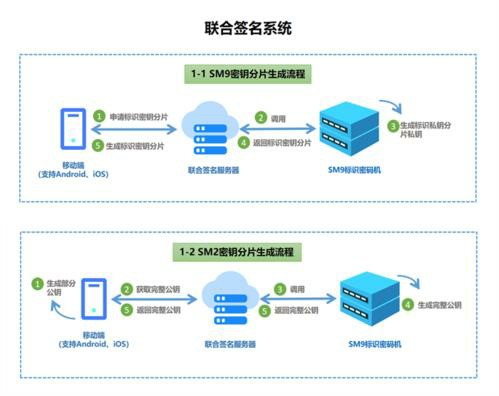 联合签名系统
1-1 SM9密钥分片生成流程
1 申请标识密钥分片
2 调用
3 生成标识私钥分
片私钥
5 生成标识密钥分片
4 返回标识密钥分片
移动端
(支持Android、iOS)
联合签名服务器
SM9标识密码机
1-2 SM2密钥分片生成流程
1 生成部分
公钥
2 获取完整公钥
3 调用
4 生成完整公钥
5 返回完整公钥
5 返回完整公钥
移动端
(支持Android、iOS)
联合签名服务器
SM9标识密码机